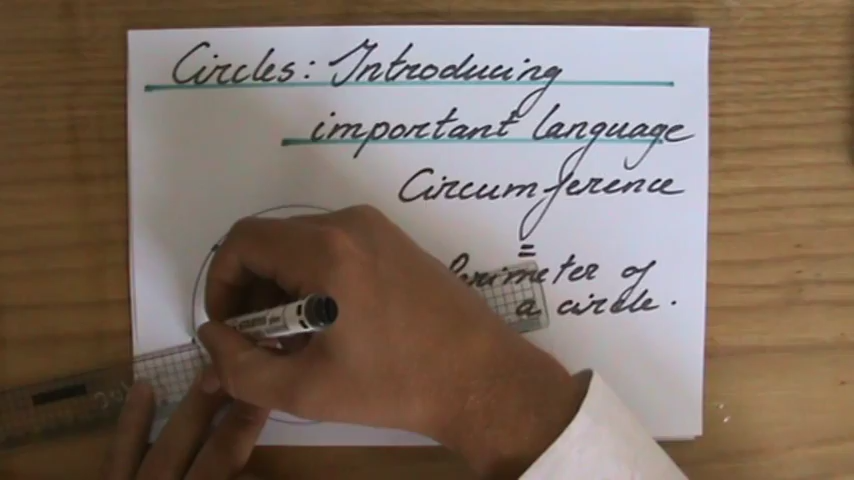 Circles: Introducing
important language
Circumference
=
Perimeter of
a circle.